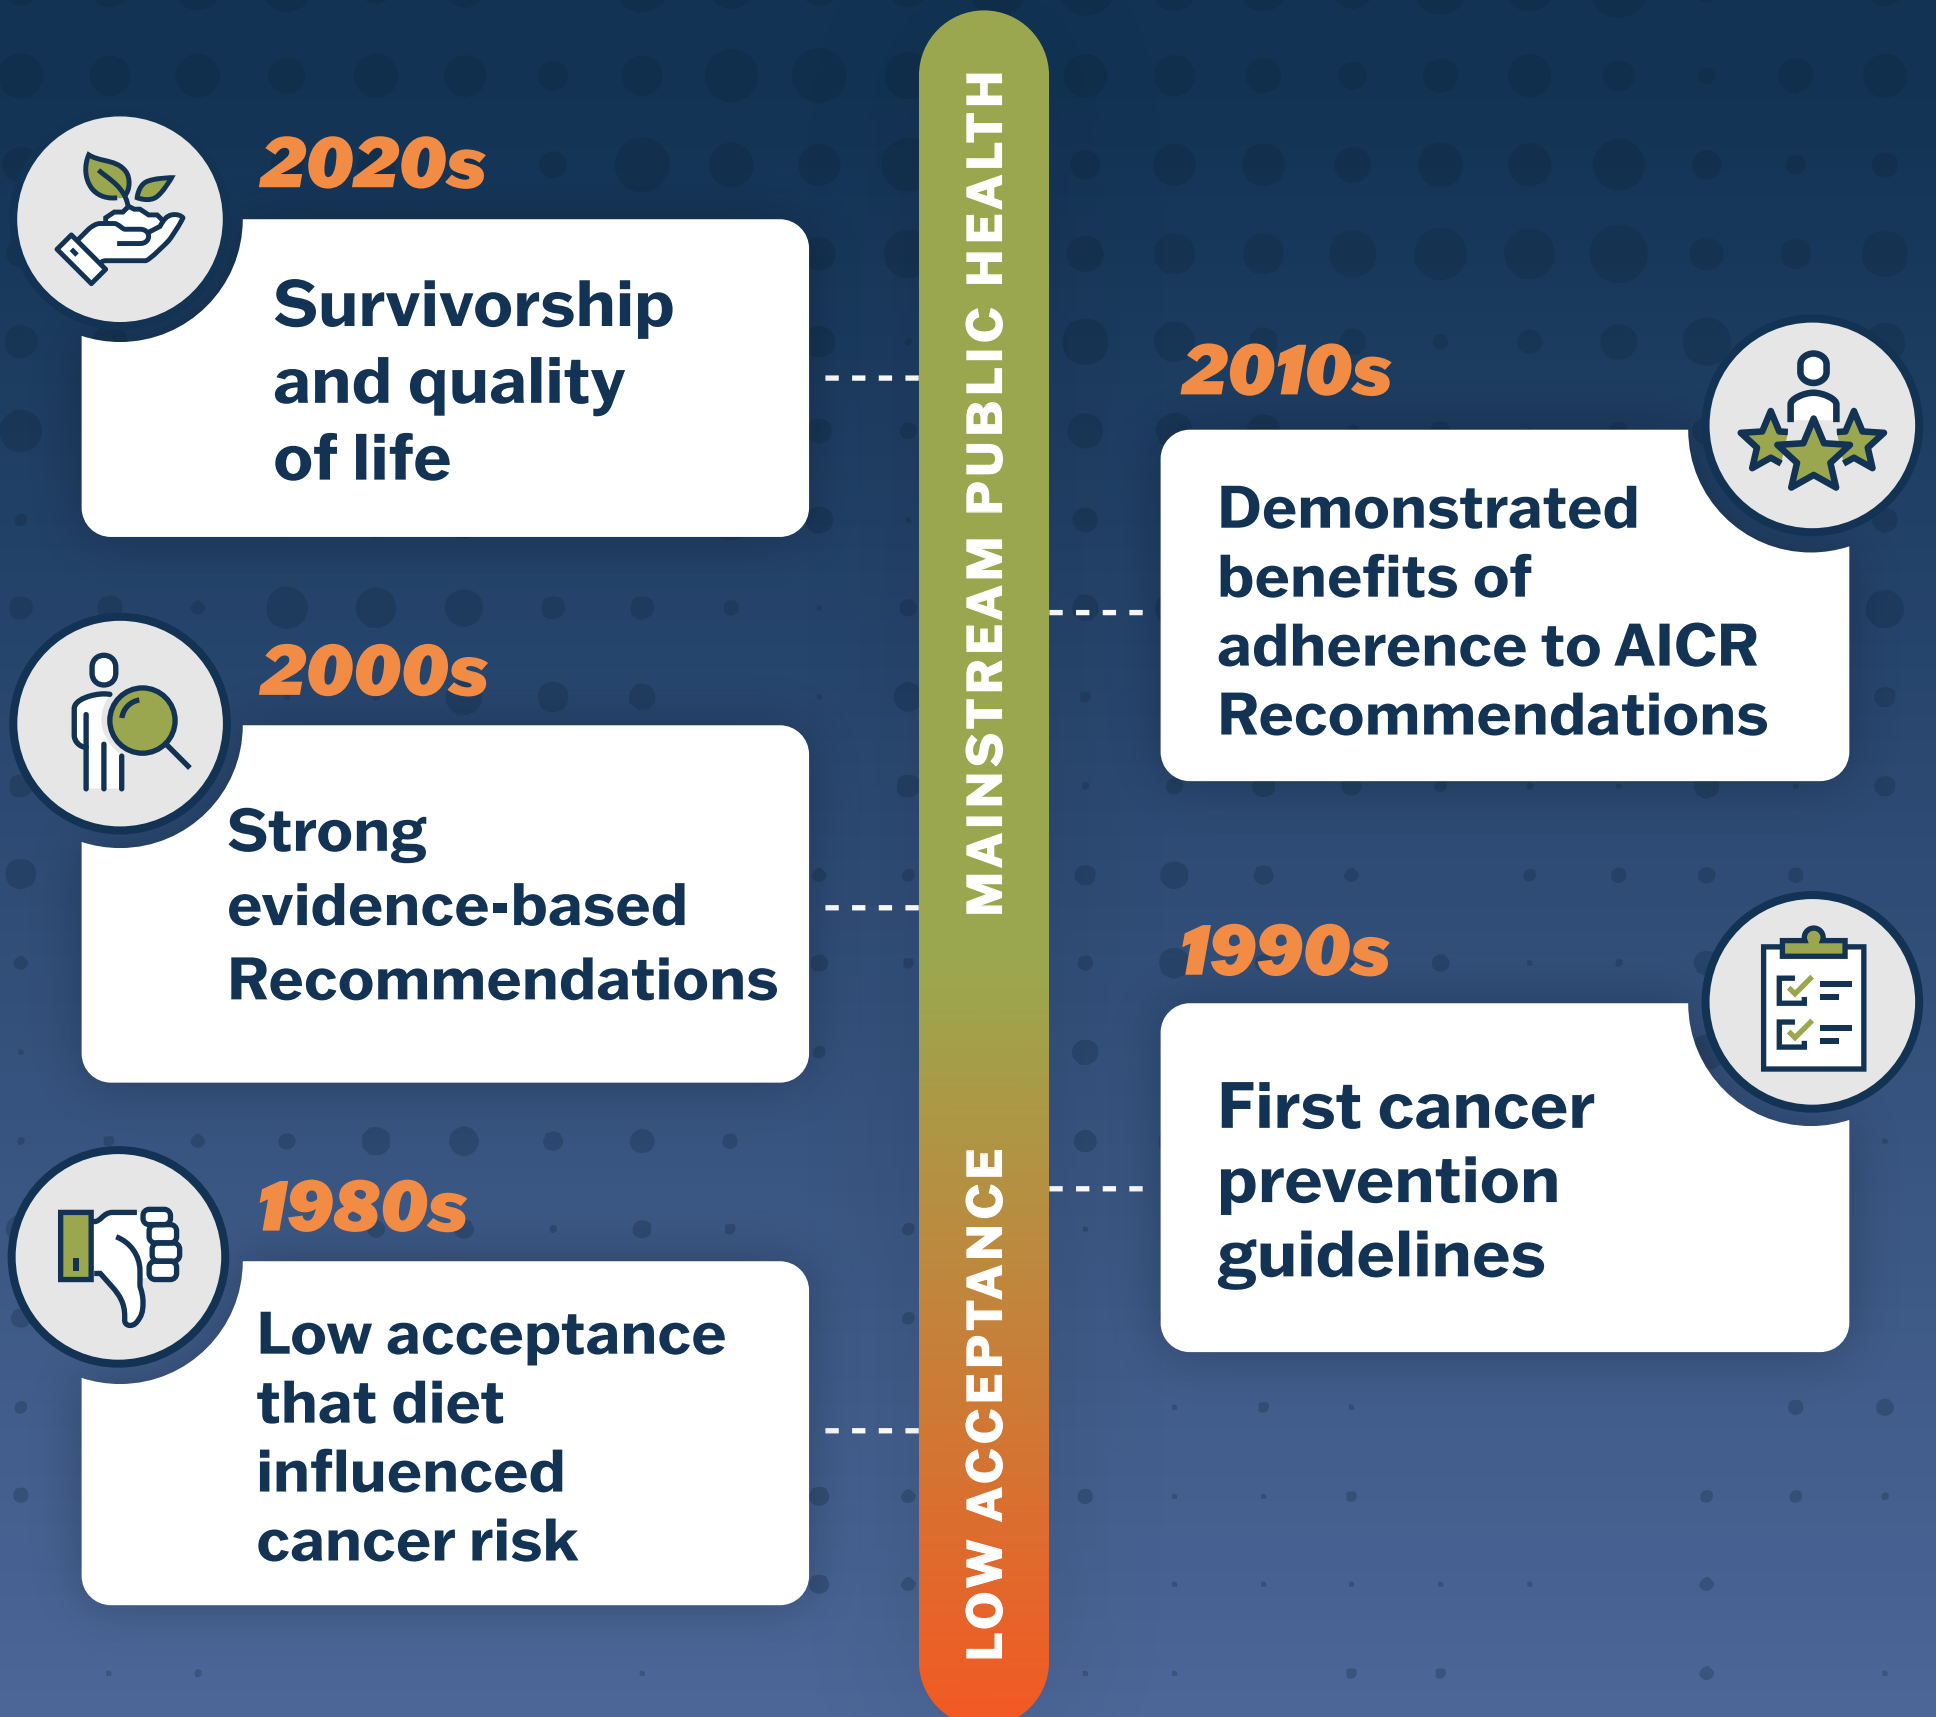 2020s
Survivorship
and quality
of life
2010s
Demonstrated
benefits of
adherence to AICR
Recommendations
2000s
Strong
evidence-based
Recommendations
1990s
First cancer
prevention
guidelines
1980s
Low acceptance
that diet
influenced
cancer risk
MAINSTREAM PUBLIC HEALTH
LOW ACCEPTANCE